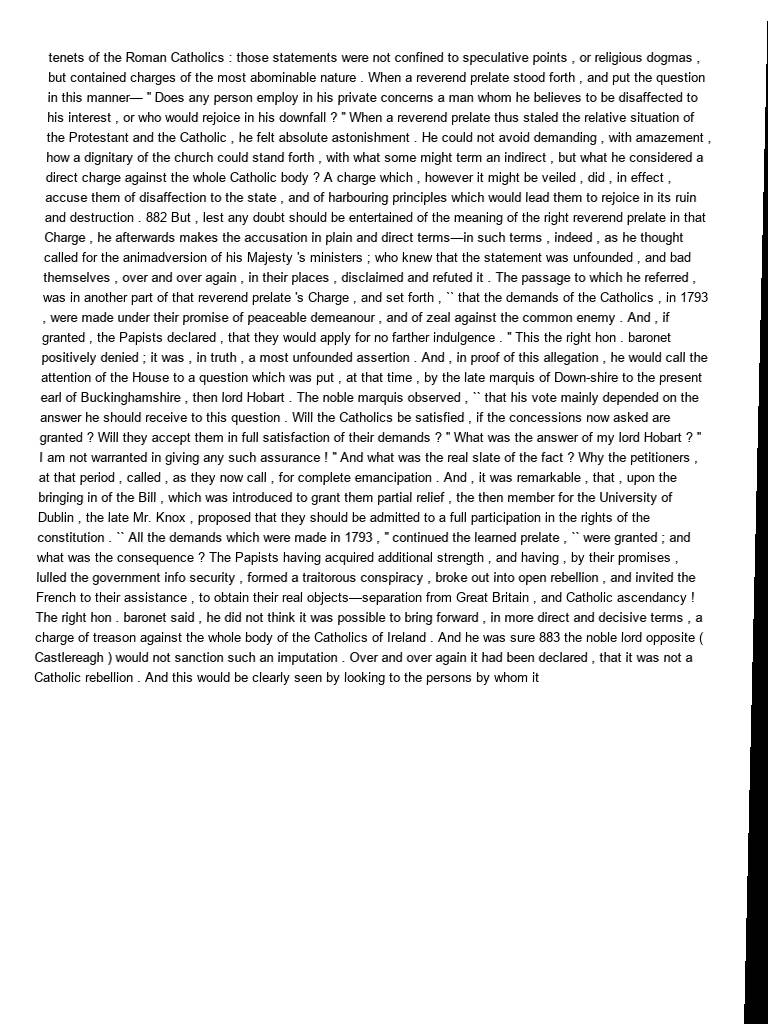 tenets of the Roman Catholics : those statements were not confined to speculative points , or religious dogmas ,
but contained charges of the most abominable nature . When a reverend prelate stood forth , and put the question
in this manner— " Does any person employ in his private concerns a man whom he believes to be disaffected to
his interest , or who would rejoice in his downfall ? " When a reverend prelate thus staled the relative situation of
the Protestant and the Catholic , he felt absolute astonishment . He could not avoid demanding , with amazement ,
how a dignitary of the church could stand forth , with what some might term an indirect , but what he considered a
direct charge against the whole Catholic body ? A charge which , however it might be veiled , did , in effect ,
accuse them of disaffection to the state , and of harbouring principles which would lead them to rejoice in its ruin
and destruction . 882 But , lest any doubt should be entertained of the meaning of the right reverend prelate in that
Charge , he afterwards makes the accusation in plain and direct terms—in such terms , indeed , as he thought
called for the animadversion of his Majesty 's ministers ; who knew that the statement was unfounded , and bad
themselves , over and over again , in their places , disclaimed and refuted it . The passage to which he referred ,
was in another part of that reverend prelate 's Charge , and set forth , `` that the demands of the Catholics , in 1793
, were made under their promise of peaceable demeanour , and of zeal against the common enemy . And , if
granted , the Papists declared , that they would apply for no farther indulgence . " This the right hon . baronet
positively denied ; it was , in truth , a most unfounded assertion . And , in proof of this allegation , he would call the
attention of the House to a question which was put , at that time , by the late marquis of Down-shire to the present
earl of Buckinghamshire , then lord Hobart . The noble marquis observed , `` that his vote mainly depended on the
answer he should receive to this question . Will the Catholics be satisfied , if the concessions now asked are
granted ? Will they accept them in full satisfaction of their demands ? " What was the answer of my lord Hobart ? "
I am not warranted in giving any such assurance ! " And what was the real slate of the fact ? Why the petitioners ,
at that period , called , as they now call , for complete emancipation . And , it was remarkable , that , upon the
bringing in of the Bill , which was introduced to grant them partial relief , the then member for the University of
Dublin , the late Mr. Knox , proposed that they should be admitted to a full participation in the rights of the
constitution . `` All the demands which were made in 1793 , " continued the learned prelate , `` were granted ; and
what was the consequence ? The Papists having acquired additional strength , and having , by their promises ,
lulled the government info security , formed a traitorous conspiracy , broke out into open rebellion , and invited the
French to their assistance , to obtain their real objects—separation from Great Britain , and Catholic ascendancy !
The right hon . baronet said , he did not think it was possible to bring forward , in more direct and decisive terms , a
charge of treason against the whole body of the Catholics of Ireland . And he was sure 883 the noble lord opposite (
Castlereagh ) would not sanction such an imputation . Over and over again it had been declared , that it was not a
Catholic rebellion . And this would be clearly seen by looking to the persons by whom it